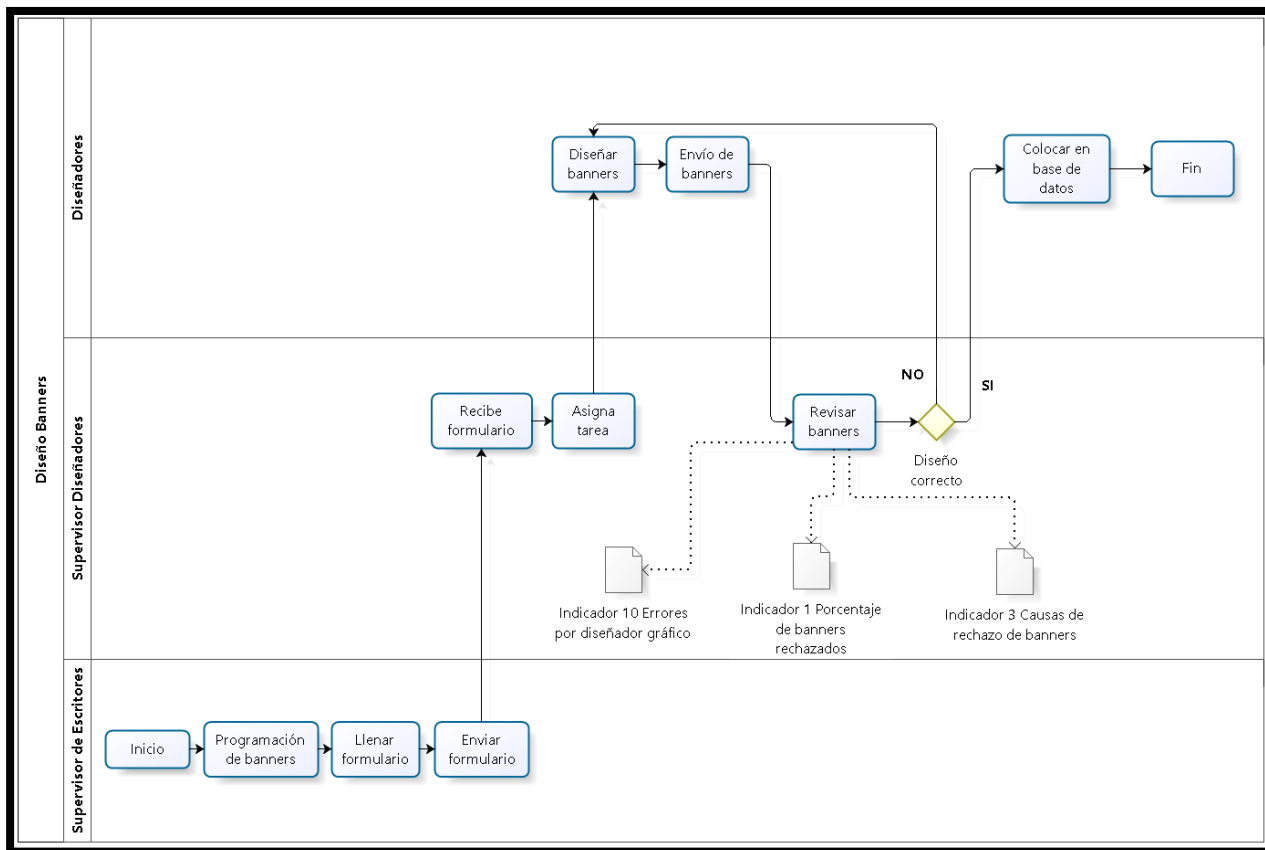 Diseño Banners
Diseñadores
Diseñar
banners
Envío de
banners
Colocar en
base de
datos
Fin
Supervisor Diseñadores
Recibe
formulario
Asigna
tarea
Revisar
banners
NO
SI
Diseño
correcto
Indicador 10 Errores
por diseñador gráfico
Indicador 1 Porcentaje
de banners
rechazados
Indicador 3 Causas de
rechazo de banners
Supervisor de Escritores
Inicio
Programación
de banners
Llenar
formulario
Enviar
formulario